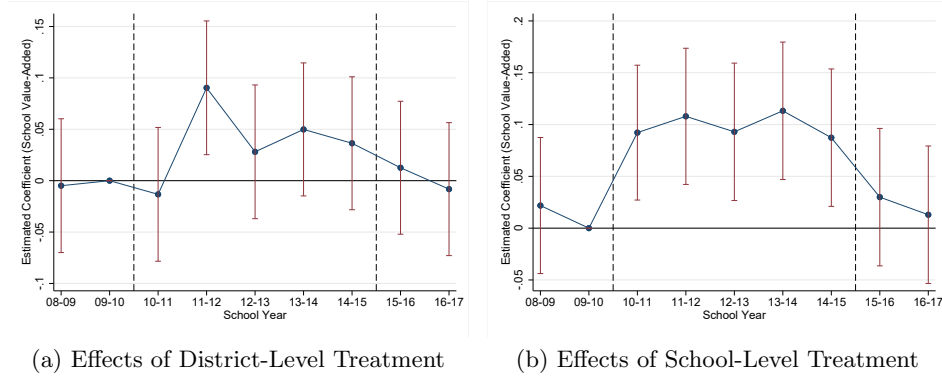 Estimated Coefficient (School Value-Added)
.15
.1
.05
0
-.05
-.1
08-09 09-10 10-11 11-12 12-13 13-14 14-15 15-16 16-17
School Year
(a) Effects of District-Level Treatment
Estimated Coefficient (School Value-Added)
.2
.15
.1
.05
0
-.05
08-09 09-10 10-11 11-12 12-13 13-14 14-15 15-16 16-17
School Year
(b) Effects of School-Level Treatment